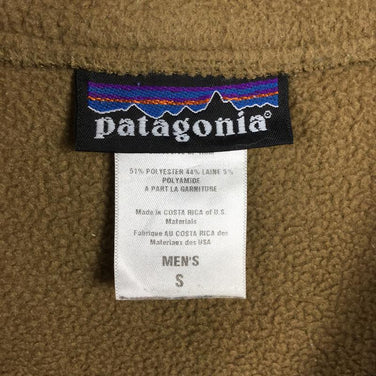 patagonia®
51% POLYESTER 44% LAINE 5%
POLYAMIDE
A PART LA GARNITURE
Made in COSTA RICA of U.S.
Materials
Fabrique AU COSTA RICA des
Materiaux des USA
MEN'S
S